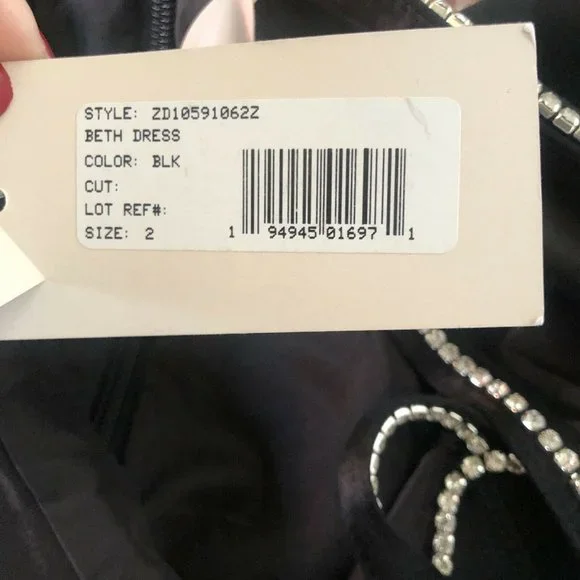 STYLE: ZD10591062Z
BETH DRESS
COLOR: BLK
CUT:
LOT REF#:
SIZE: 2
1 94945 01697 1